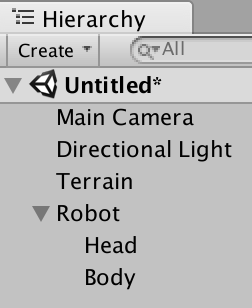 Hierarchy
Create All
Untitled*
Main Camera
Directional Light
Terrain
Robot
Head
Body